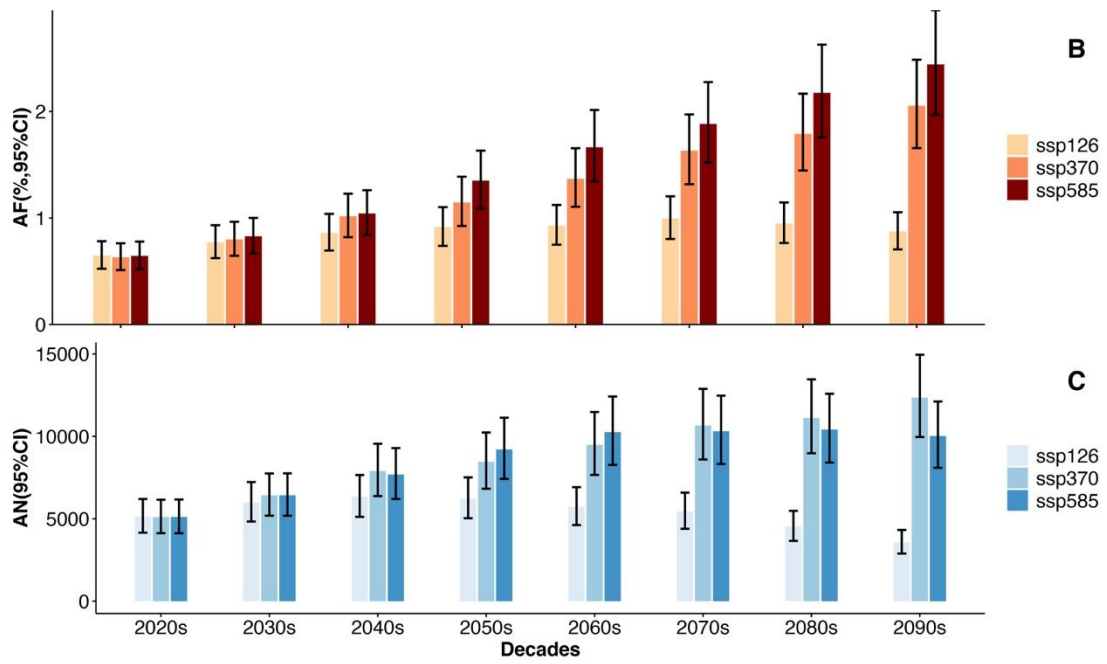 B
AF(%,95%CI)
2
1
0
ssp126
ssp370
ssp585
C
AN(95%CI)
15000
10000
5000
0
ssp126
ssp370
ssp585
2020s 2030s 2040s 2050s 2060s 2070s 2080s 2090s
Decades